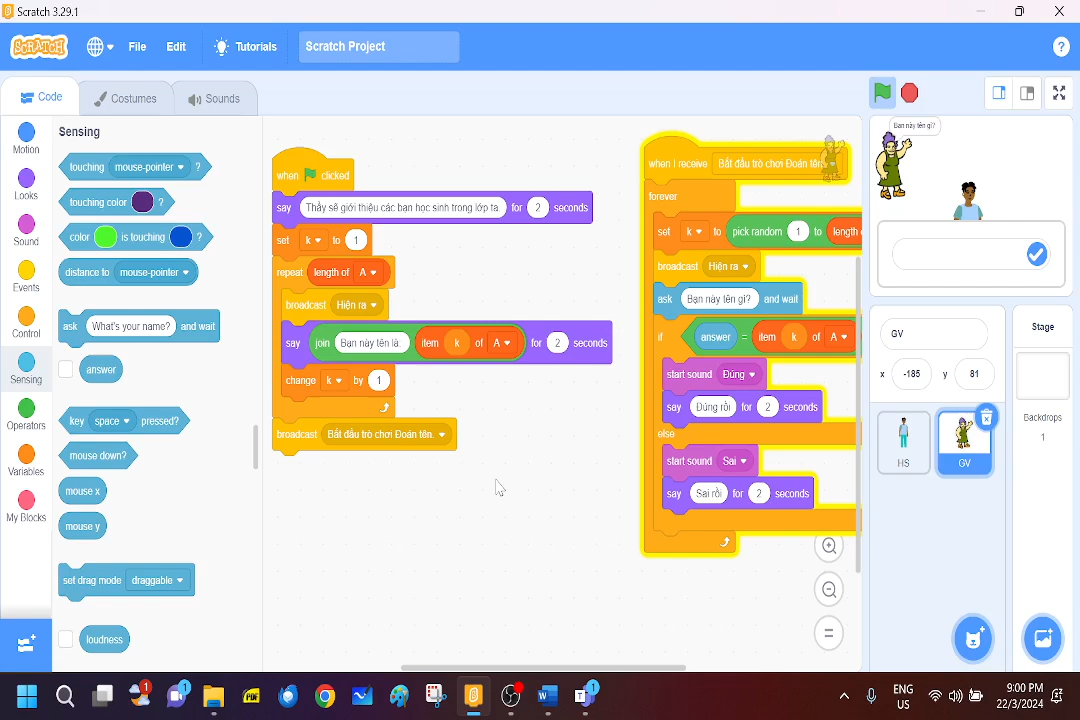 Scratch 3.29.1
SCRATCH File Edit Tutorials Scratch Project
Code Costumes Sounds
Motion
Looks
Sound
Events
Control
Sensing
Operators
Variables
My Blocks
Sensing
touching mouse-pointer ?
touching color ?
color is touching ?
distance to mouse-pointer
ask What's your name? and wait
answer
key space pressed?
mouse down?
mouse x
mouse y
set drag mode draggable
loudness
when clicked
say Thầy sẽ giới thiệu các bạn học sinh trong lớp ta. for 2 seconds
set k to 1
repeat length of A
broadcast Hiện ra
say join Bạn này tên là: item k of A for 2 seconds
change k by 1
broadcast Bắt đầu trò chơi Đoán tên.
when I receive Bắt đầu trò chơi Đoán tên.
forever
set k to pick random 1 to length o
broadcast Hiện ra
ask Bạn này tên gì? and wait
if answer = item k of A
start sound Đúng
say Đúng rồi for 2 seconds
else
start sound Sai
say Sai rồi for 2 seconds
Bạn này tên gì?
GV
x -185 y 81
HS
GV
Stage
Backdrops
1
1
PDF
1
1
ENG
US
9:00 PM
22/3/2024